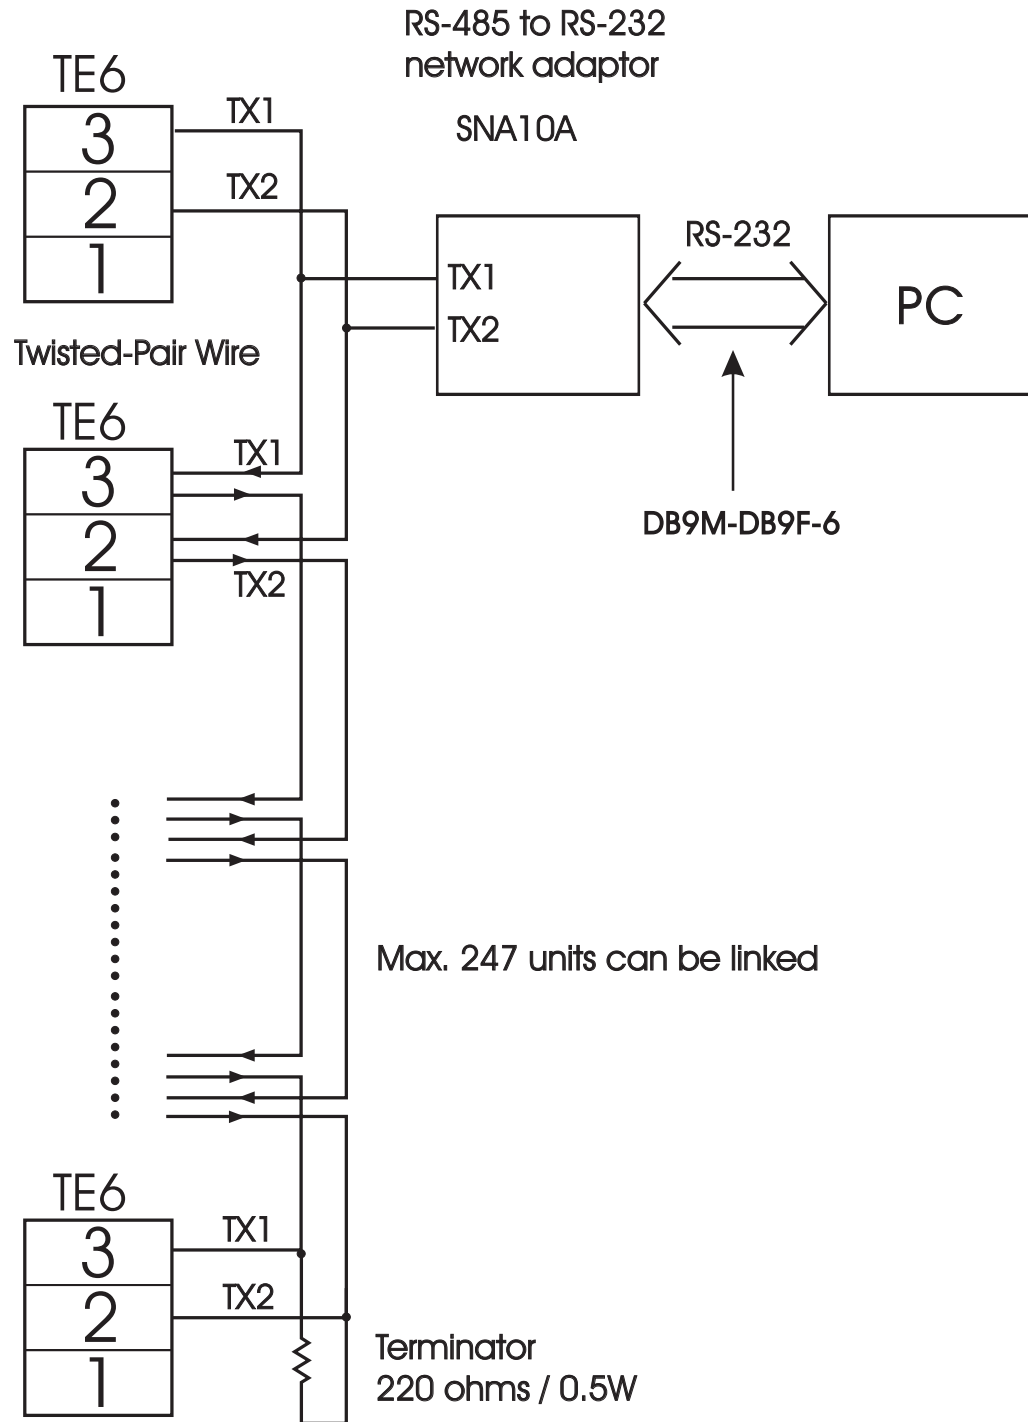 RS-485 to RS-232
network adaptor
SNA10A
TE6
3
2
1
TX1
TX2
TX1
TX2
RS-232
PC
Twisted-Pair Wire
DB9M-DB9F-6
TE6
3
2
1
TX1
TX2
Max. 247 units can be linked
TE6
3
2
1
TX1
TX2
Terminator
220 ohms / 0.5W